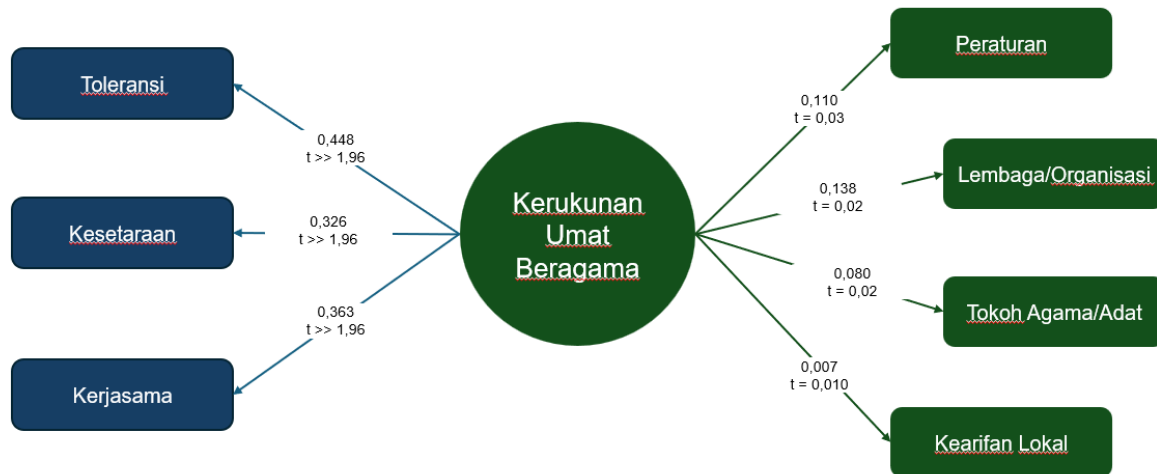 Toleransi
0,448
t >> 1,96
Kesetaraan
0,326
t >> 1,96
Kerjasama
0,363
t >> 1,96
Kerukunan
Umat
Beragama
Peraturan
0,110
t = 0,03
Lembaga/Organisasi
0,138
t = 0,02
Tokoh Agama/Adat
0,080
t = 0,02
Kearifan Lokal
0,007
t = 0,010